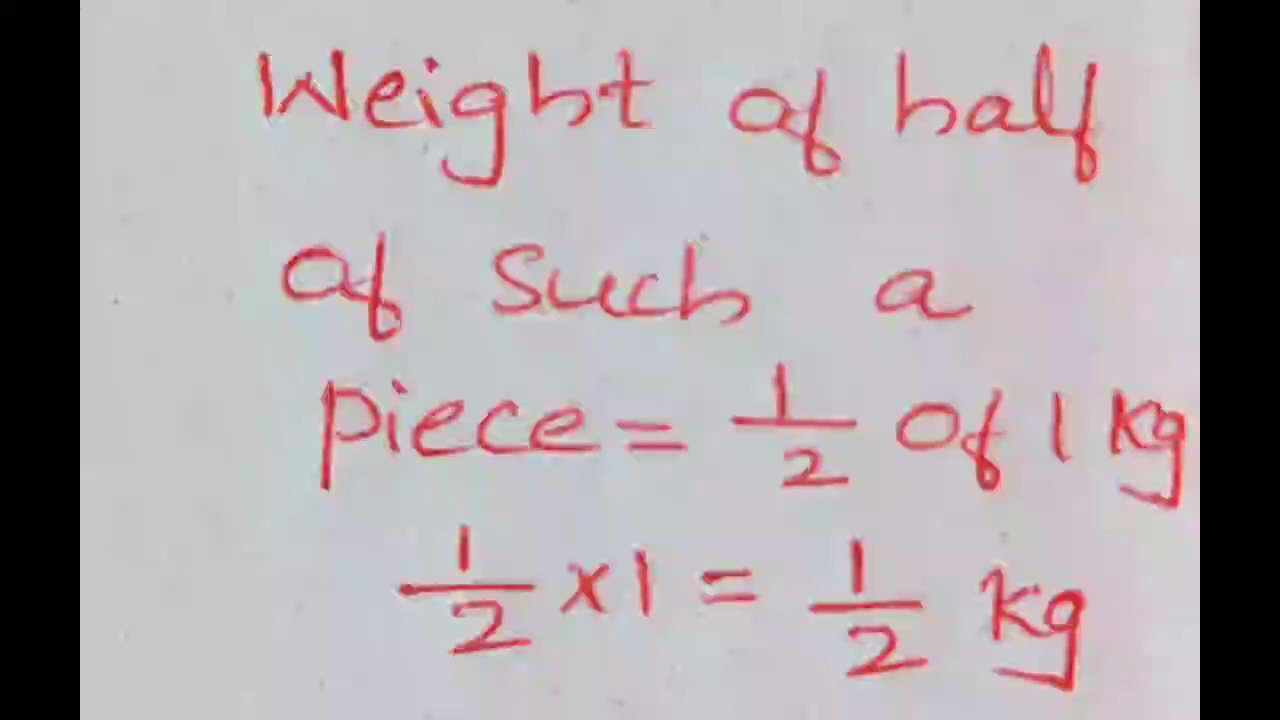 Weight of half
of such a
piece = 1/2 of 1 kg
1/2 × 1 = 1/2 kg